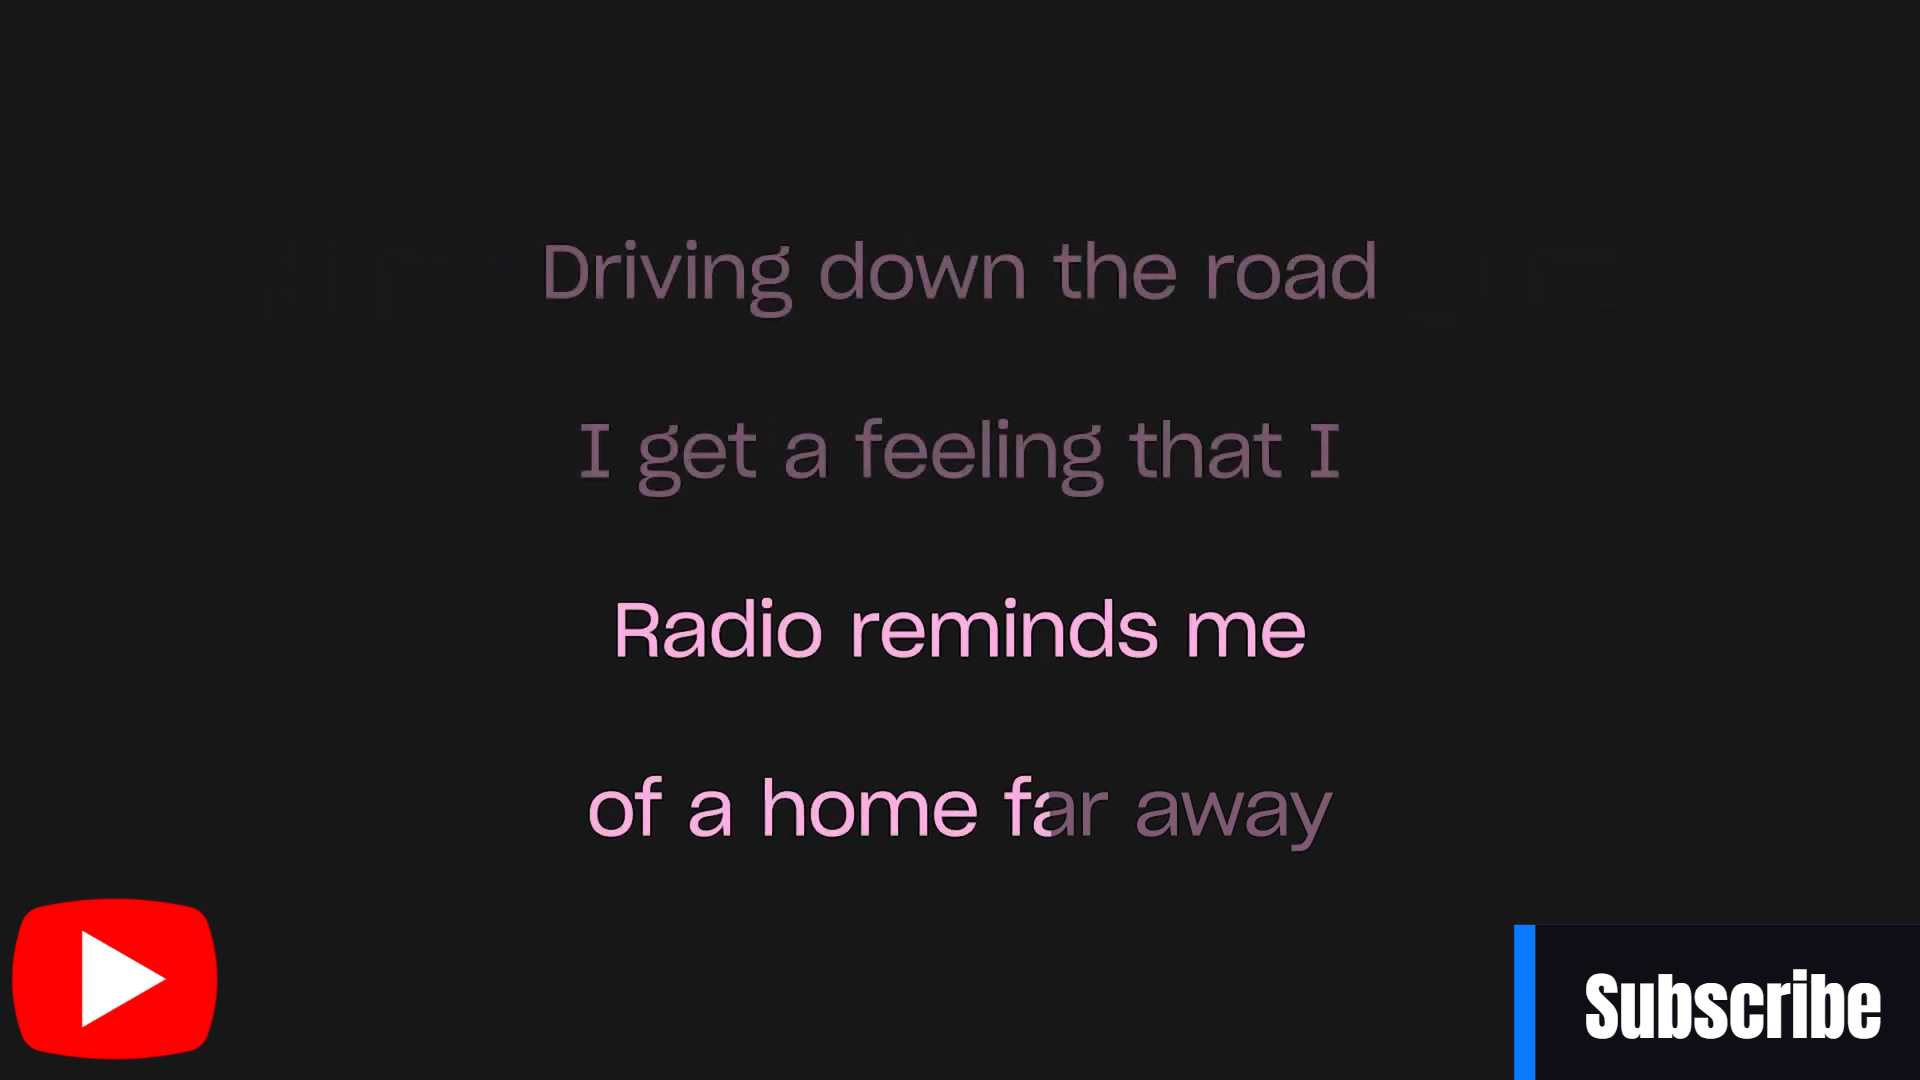 Driving down the road
I get a feeling that I
Radio reminds me
of a home far away
Subscribe